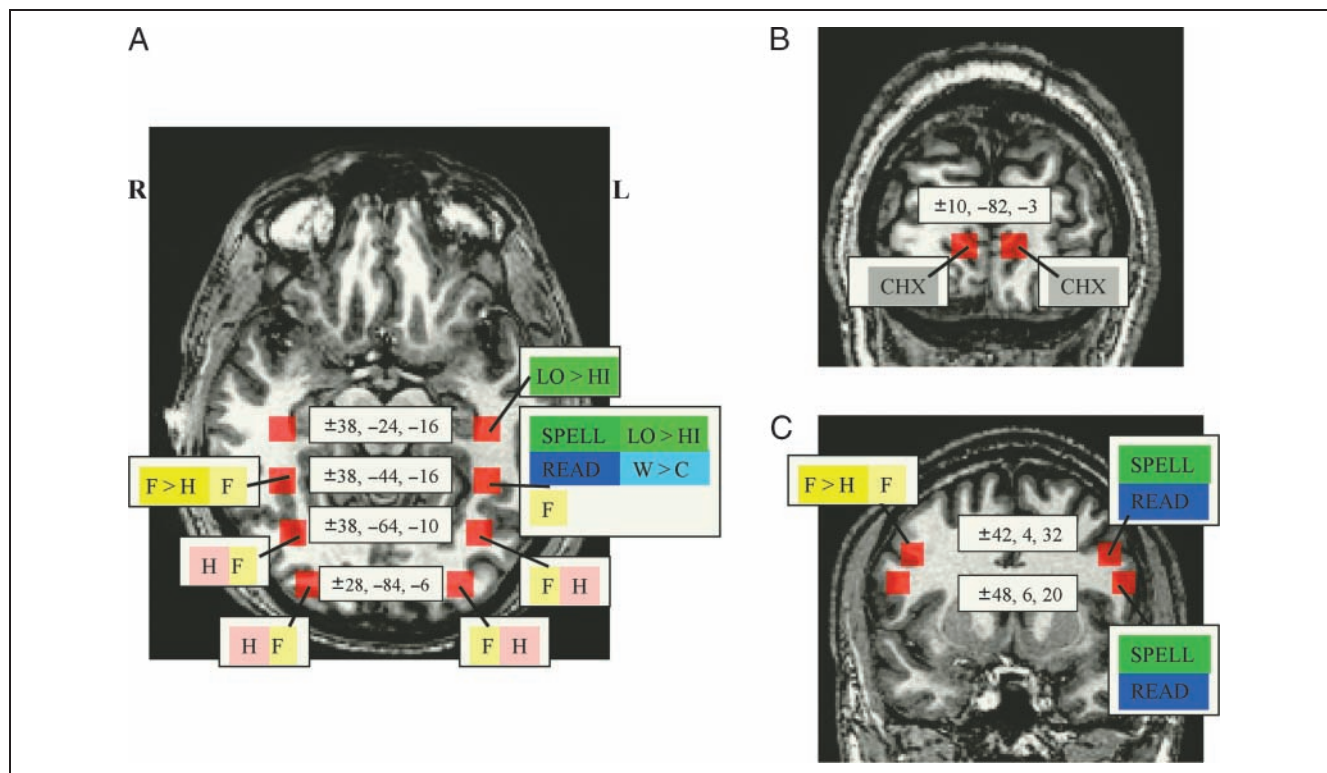 A
R
L
LO > HI
±38, −24, −16
SPELL LO > HI
READ W > C
F
±38, −44, −16
F > H F
±38, −64, −10
H F
F H
±28, −84, −6
H F
F H
B
±10, −82, −3
CHX
CHX
C
F > H F
SPELL
READ
±42, 4, 32
±48, 6, 20
SPELL
READ